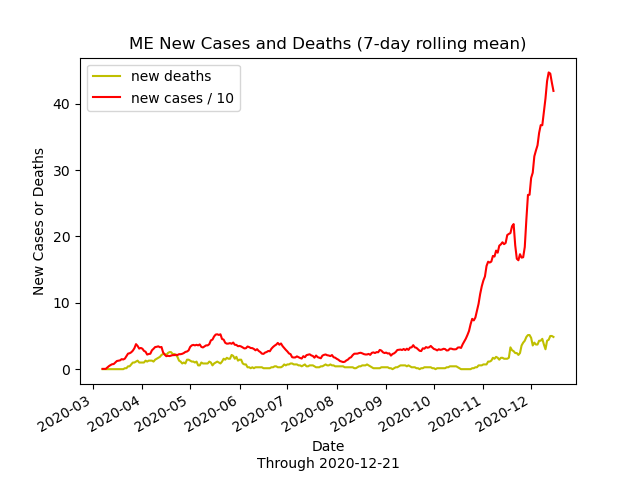 ME New Cases and Deaths (7-day rolling mean)
new deaths
new cases / 10
New Cases or Deaths
40
30
20
10
0
2020-03
2020-04
2020-05
2020-06
2020-07
2020-08
2020-09
2020-10
2020-11
2020-12
Date
Through 2020-12-21